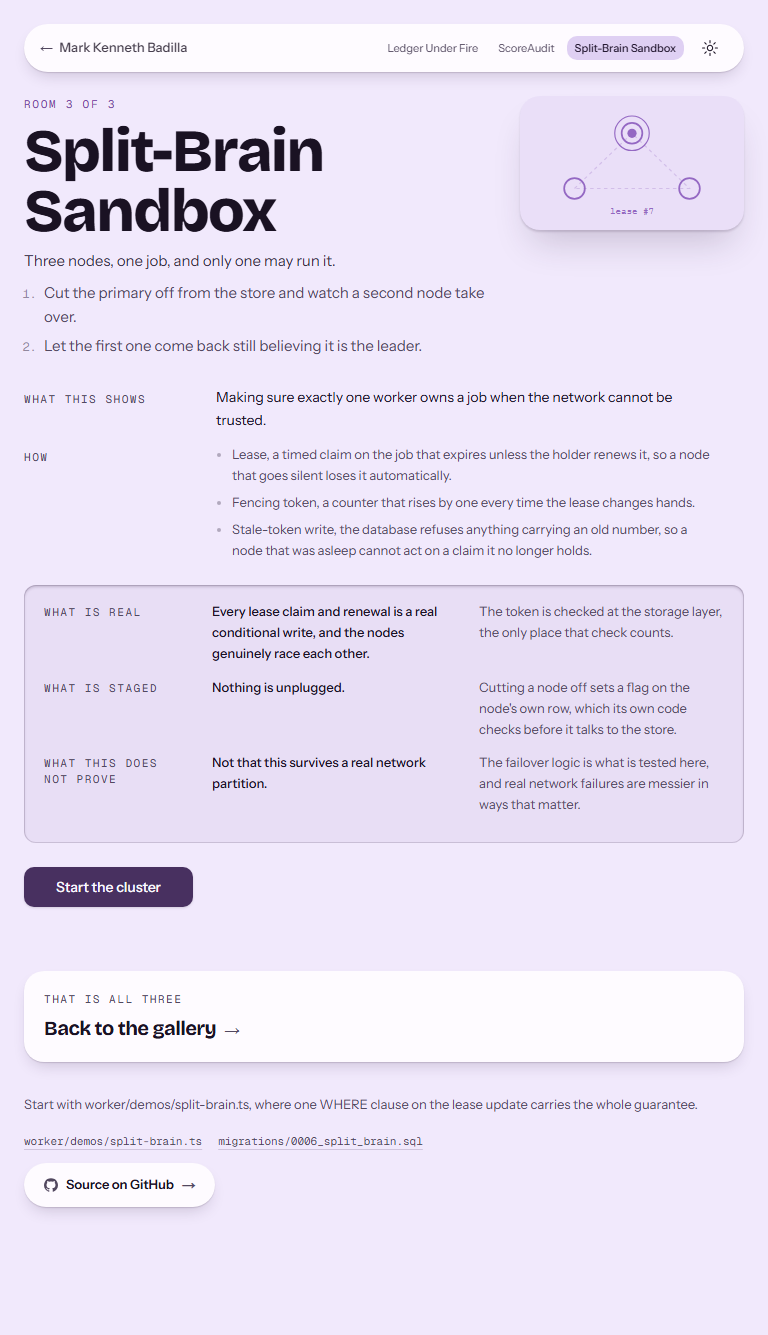 ← Mark Kenneth Badilla
Ledger Under Fire
ScoreAudit
Split-Brain Sandbox
ROOM 3 OF 3
Split-Brain
Sandbox
lease #7
Three nodes, one job, and only one may run it.
1. Cut the primary off from the store and watch a second node take
over.
2. Let the first one come back still believing it is the leader.
WHAT THIS SHOWS
Making sure exactly one worker owns a job when the network cannot be
trusted.
HOW
Lease, a timed claim on the job that expires unless the holder renews it, so a node
that goes silent loses it automatically.
Fencing token, a counter that rises by one every time the lease changes hands.
Stale-token write, the database refuses anything carrying an old number, so a
node that was asleep cannot act on a claim it no longer holds.
WHAT IS REAL
Every lease claim and renewal is a real
conditional write, and the nodes
genuinely race each other.
The token is checked at the storage layer,
the only place that check counts.
WHAT IS STAGED
Nothing is unplugged.
Cutting a node off sets a flag on the
node's own row, which its own code
checks before it talks to the store.
WHAT THIS DOES
NOT PROVE
Not that this survives a real network
partition.
The failover logic is what is tested here,
and real network failures are messier in
ways that matter.
Start the cluster
THAT IS ALL THREE
Back to the gallery →
Start with worker/demos/split-brain.ts, where one WHERE clause on the lease update carries the whole guarantee.
worker/demos/split-brain.ts
migrations/0006_split_brain.sql
Source on GitHub →